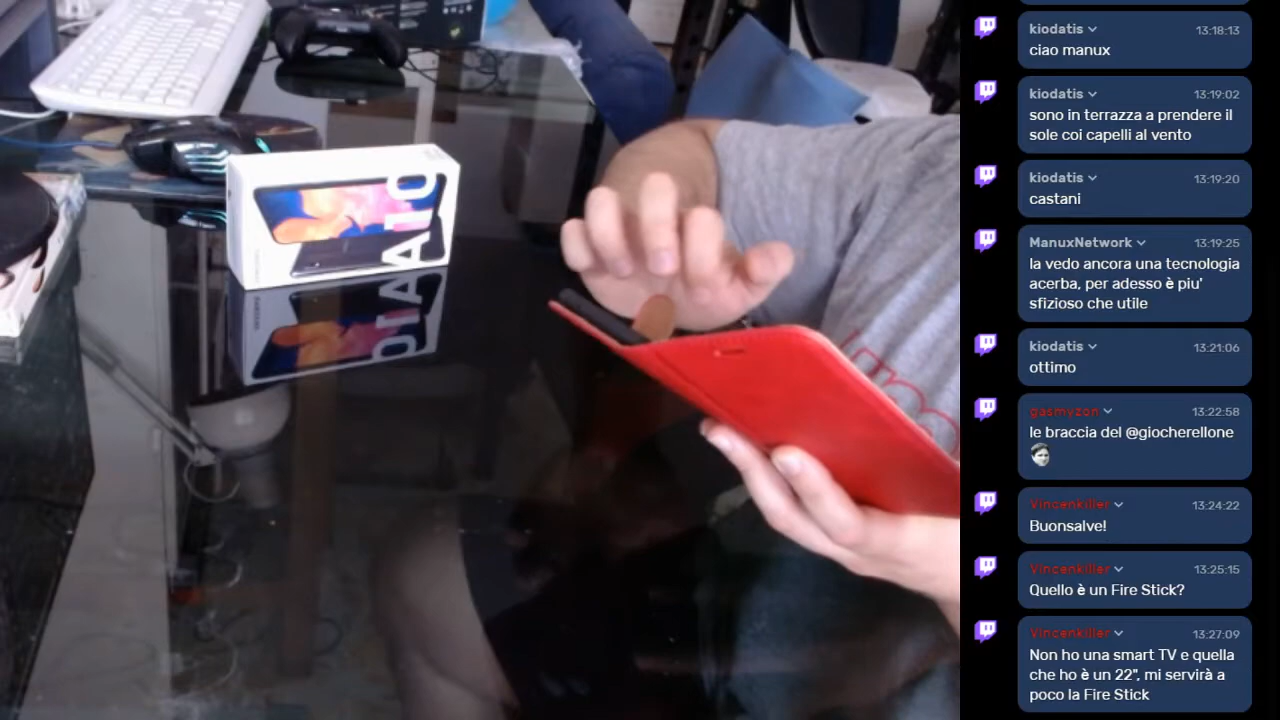 A10
kiodatis 13:18:13
ciao manux
kiodatis 13:19:02
sono in terrazza a prendere il
sole coi capelli al vento
kiodatis 13:19:20
castani
ManuxNetwork 13:19:25
la vedo ancora una tecnologia
acerba, per adesso è piu'
sfizioso che utile
kiodatis 13:21:06
ottimo
gasmyzon 13:22:58
le braccia del @giocherellone
Vincenkiller 13:24:22
Buonsalve!
Vincenkiller 13:25:15
Quello è un Fire Stick?
Vincenkiller 13:27:09
Non ho una smart TV e quella
che ho è un 22", mi servirà a
poco la Fire Stick